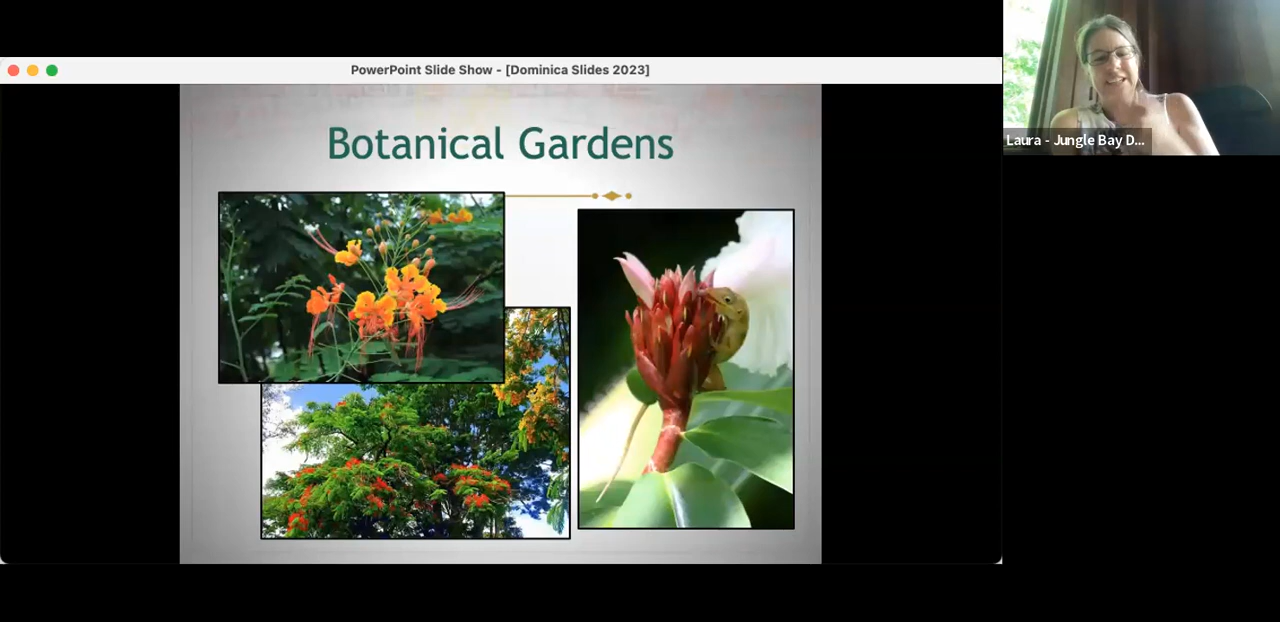 PowerPoint Slide Show - [Dominica Slides 2023]
Botanical Gardens
Laura - Jungle Bay D...